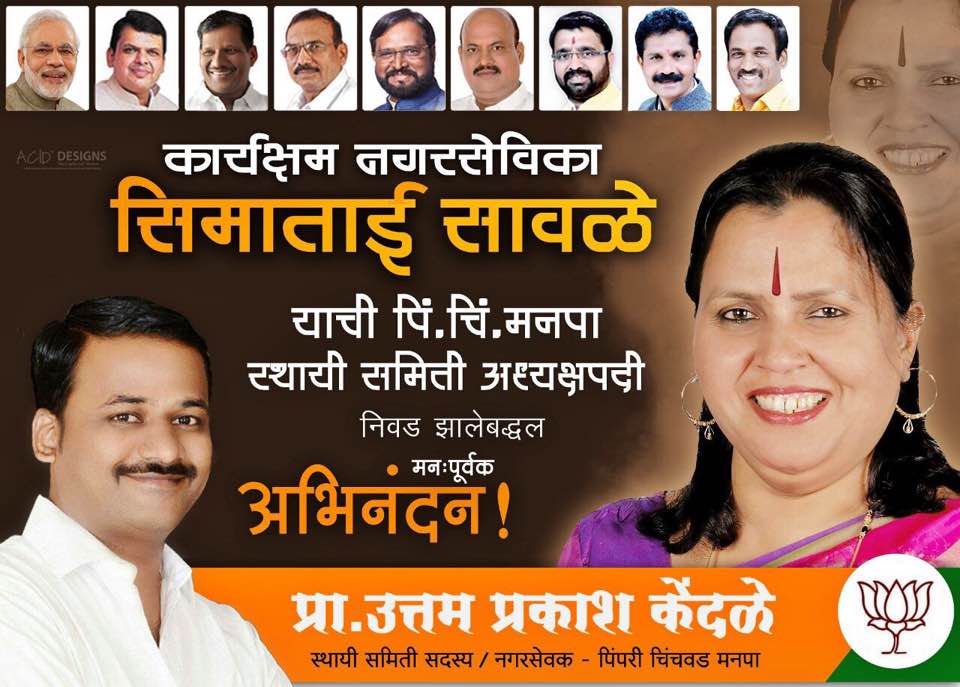 ACID DESIGNS
कार्यक्षम नगरसेविका
सिमाताई सावळे
याची पिं.चिं.मनपा
स्थायी समिती अध्यक्षपदी
निवड झालेबद्धल
मनःपूर्वक
अभिनंदन!
प्रा.उत्तम प्रकाश केंदळे
स्थायी समिती सदस्य / नगरसेवक - पिंपरी चिंचवड मनपा